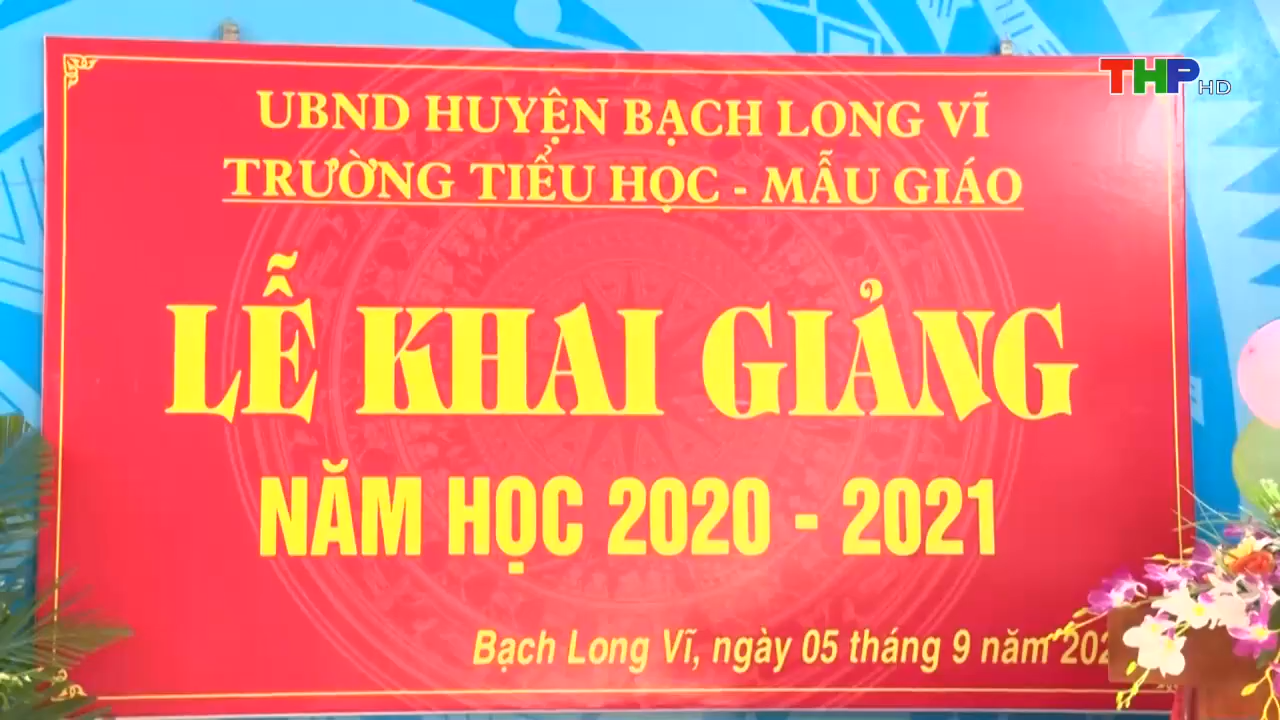 THP HD
UBND HUYỆN BẠCH LONG VĨ
TRƯỜNG TIỂU HỌC - MẪU GIÁO
LỄ KHAI GIẢNG
NĂM HỌC 2020 - 2021
Bạch Long Vĩ, ngày 05 tháng 9 năm